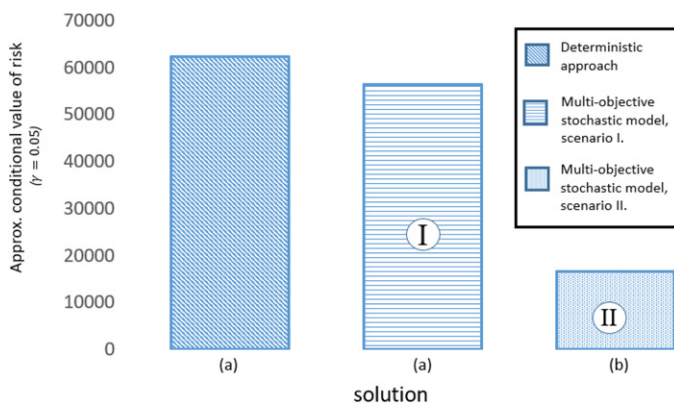 70000
60000
50000
40000
30000
20000
10000
0
Approx. conditional value of risk
(γ = 0.05)
I
II
(a)
(a)
(b)
solution
Deterministic
approach
Multi-objective
stochastic model,
scenario I.
Multi-objective
stochastic model,
scenario II.